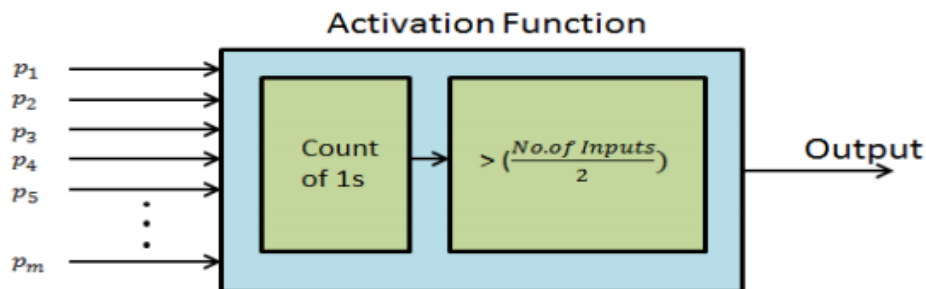 Activation Function
p₁
p₂
p₃
p₄
p₅
pₘ
Count
of 1s
> (No.of Inputs / 2)
Output